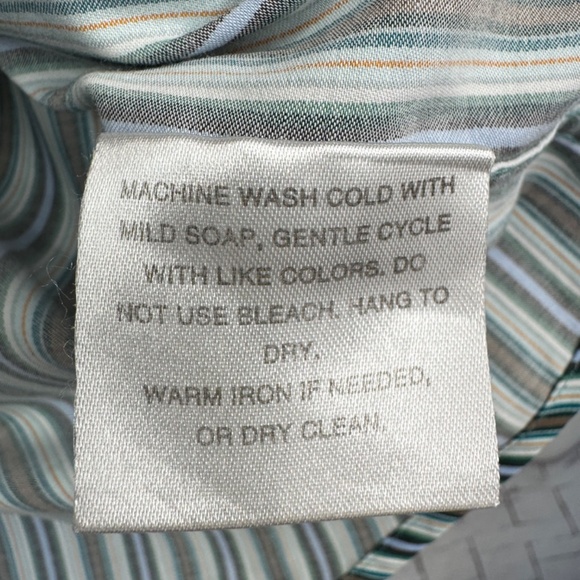 MACHINE WASH COLD WITH
MILD SOAP, GENTLE CYCLE
WITH LIKE COLORS. DO
NOT USE BLEACH. HANG TO
DRY.
WARM IRON IF NEEDED,
OR DRY CLEAN.